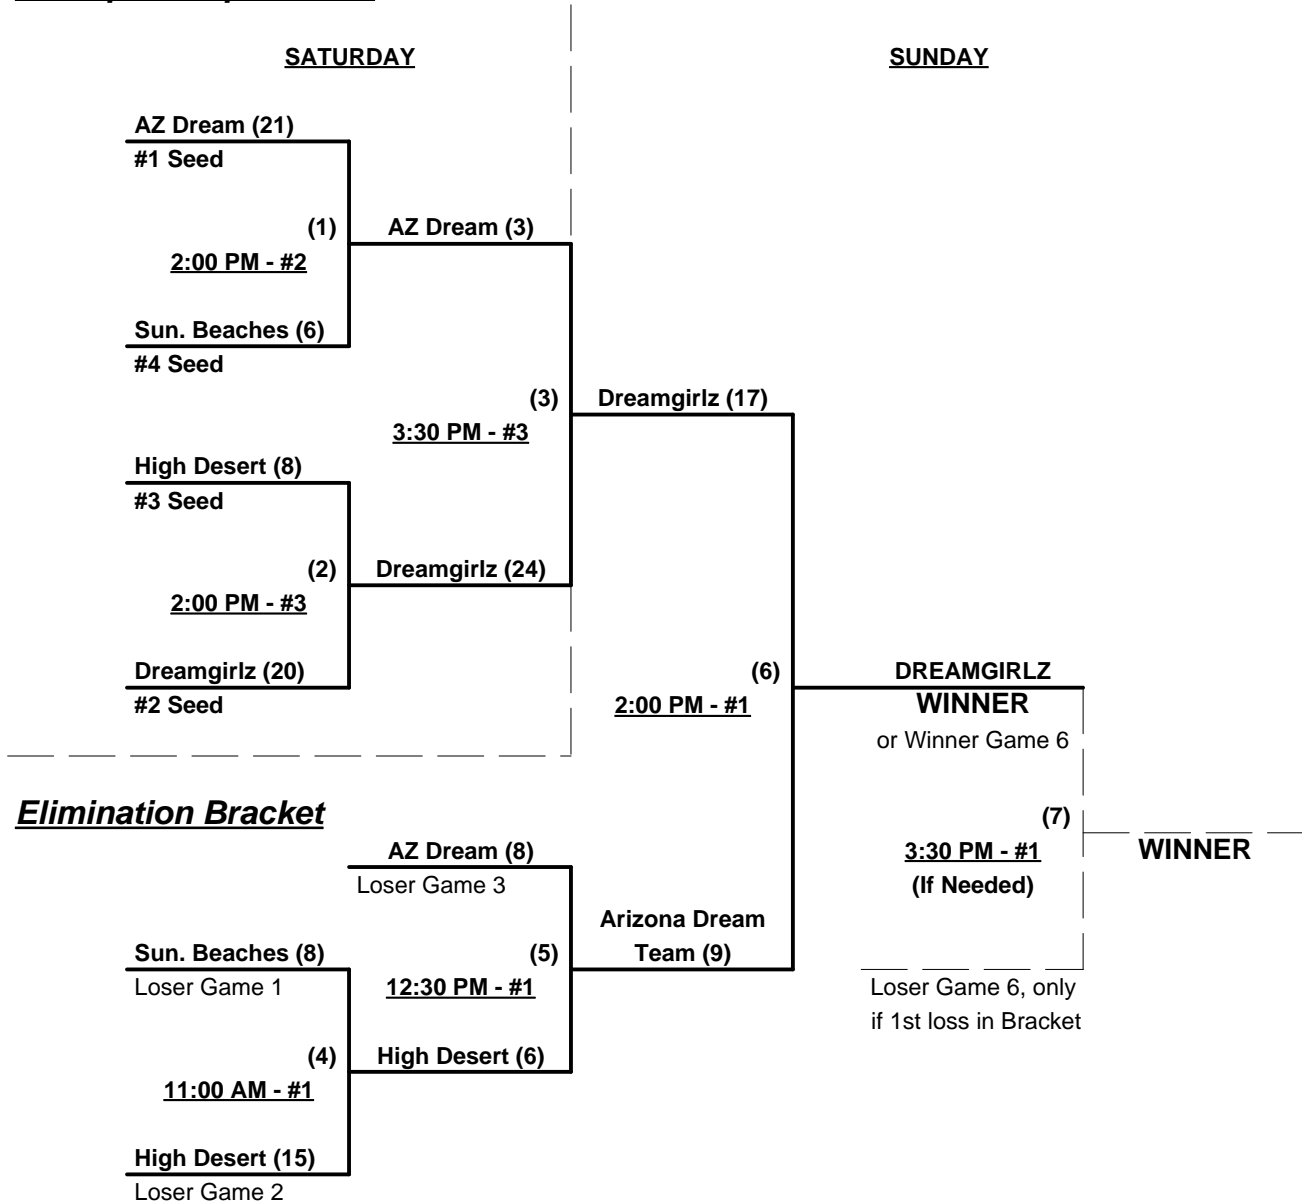 SATURDAY
SUNDAY
AZ Dream (21)
#1 Seed
(1)
AZ Dream (3)
2:00 PM - #2
Sun. Beaches (6)
#4 Seed
(3)
Dreamgirlz (17)
3:30 PM - #3
High Desert (8)
#3 Seed
(2)
Dreamgirlz (24)
2:00 PM - #3
Dreamgirlz (20)
#2 Seed
(6)
DREAMGIRLZ
2:00 PM - #1
WINNER
or Winner Game 6
Elimination Bracket
(7)
AZ Dream (8)
Loser Game 3
3:30 PM - #1
(If Needed)
WINNER
Arizona Dream
Team (9)
Sun. Beaches (8)
Loser Game 1
(5)
12:30 PM - #1
Loser Game 6, only
if 1st loss in Bracket
(4)
High Desert (6)
11:00 AM - #1
High Desert (15)
Loser Game 2